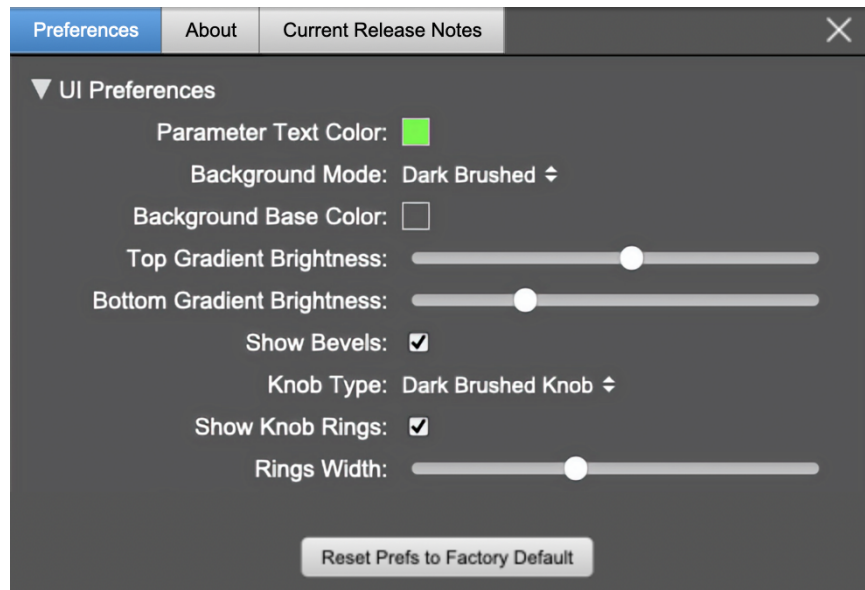 Preferences About Current Release Notes
UI Preferences
Parameter Text Color:
Background Mode: Dark Brushed
Background Base Color:
Top Gradient Brightness:
Bottom Gradient Brightness:
Show Bevels:
Knob Type: Dark Brushed Knob
Show Knob Rings:
Rings Width:
Reset Prefs to Factory Default